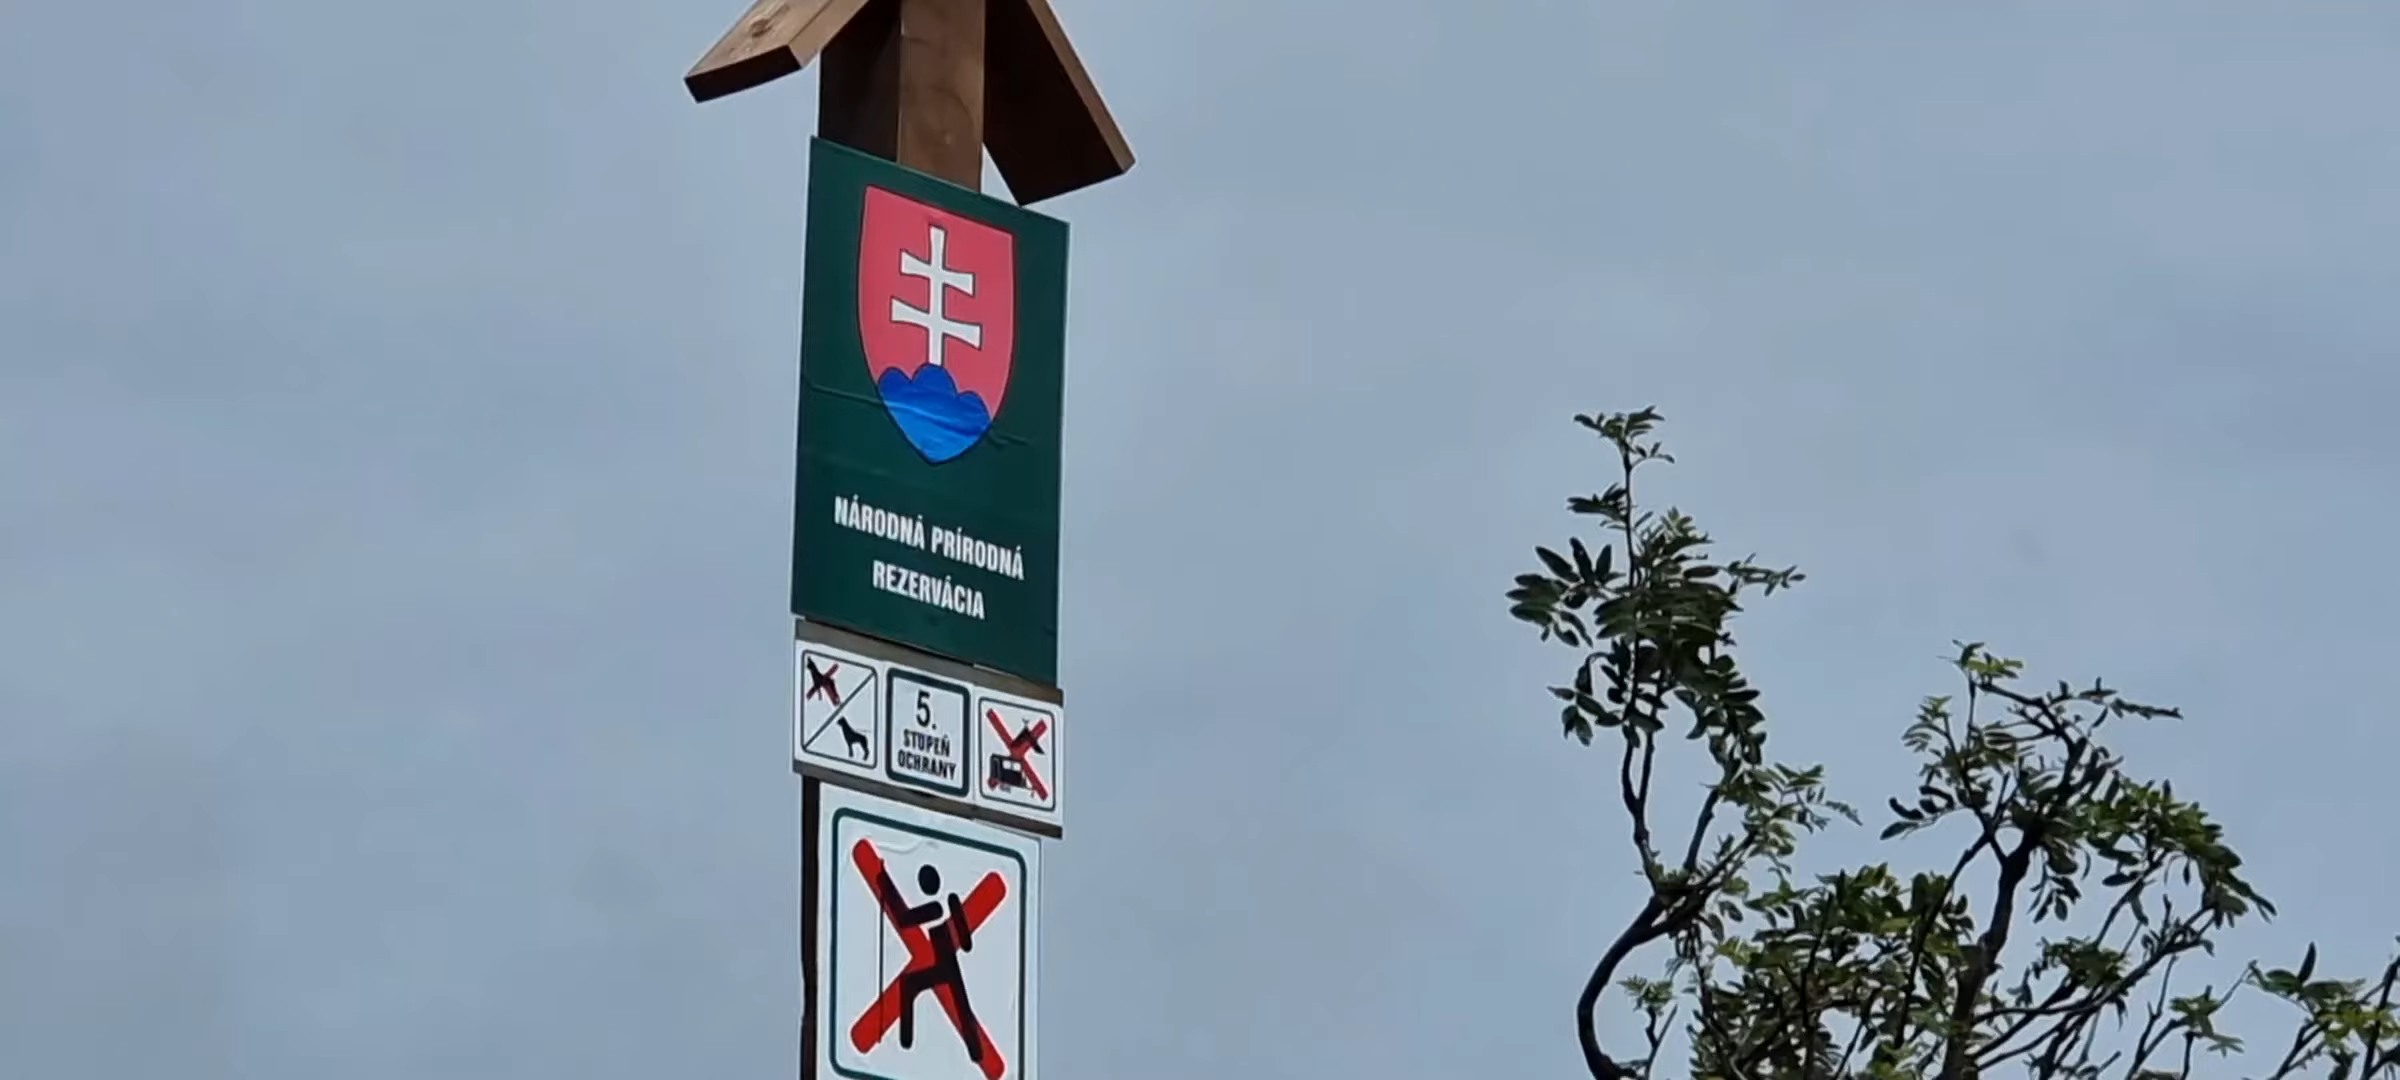 NÁRODNÁ PRÍRODNÁ
REZERVÁCIA
5.
STUPEŇ
OCHRANY